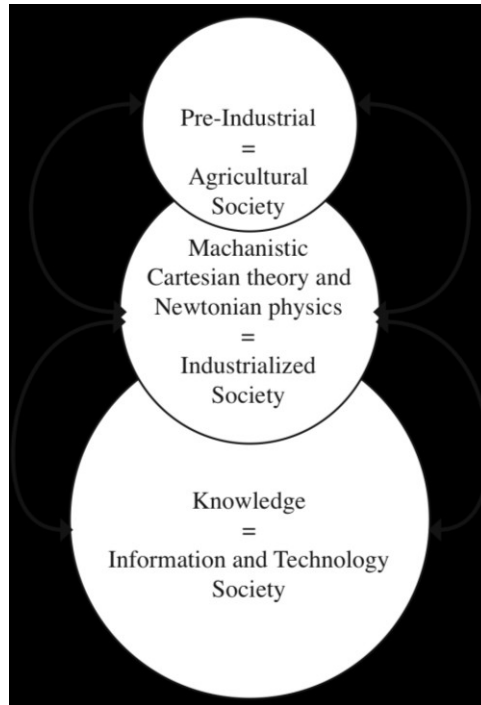 Pre-Industrial
=
Agricultural
Society
Machanistic
Cartesian theory and
Newtonian physics
=
Industrialized
Society
Knowledge
=
Information and Technology
Society